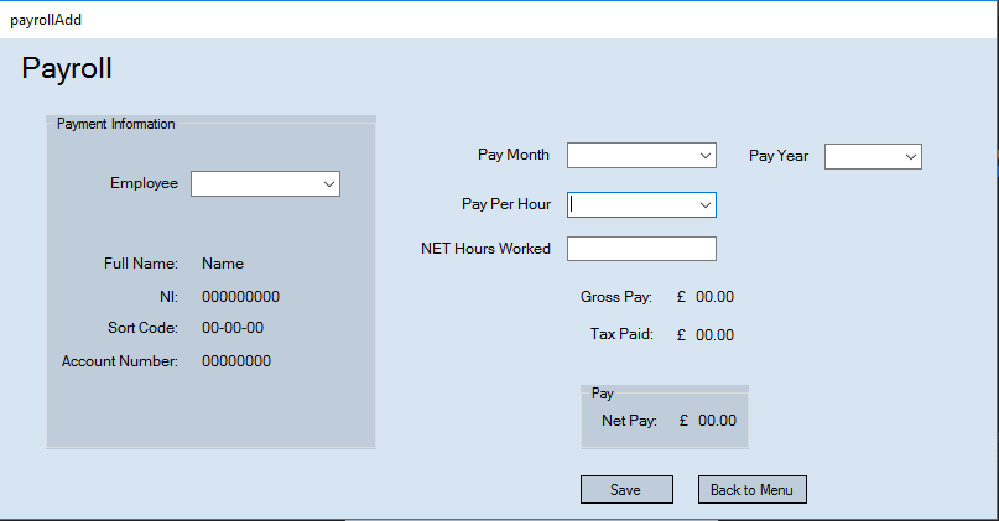 payrollAdd
Payroll
Payment Information
Employee
Full Name: Name
NI: 000000000
Sort Code: 00-00-00
Account Number: 00000000
Pay Month
Pay Year
Pay Per Hour
NET Hours Worked
Gross Pay: £ 00.00
Tax Paid: £ 00.00
Pay
Net Pay: £ 00.00
Save
Back to Menu